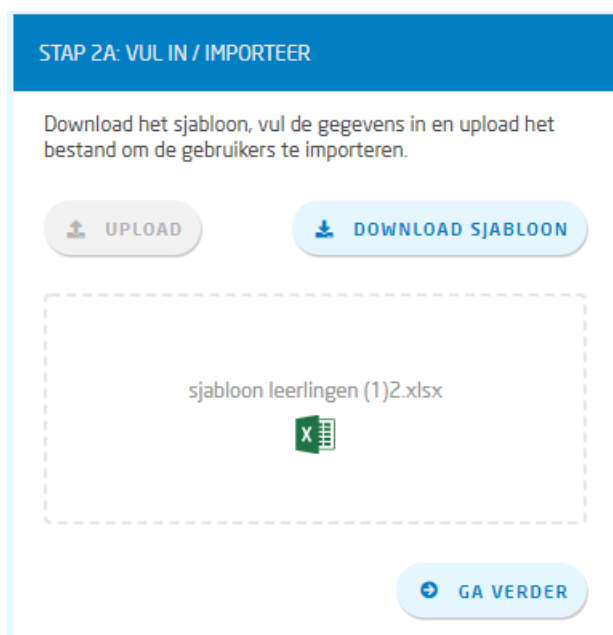 STAP 2A: VUL IN / IMPORTEER
Download het sjabloon, vul de gegevens in en upload het
bestand om de gebruikers te importeren.
UPLOAD
DOWNLOAD SJABLOON
sjabloon leerlingen (1)2.xlsx
X
GA VERDER